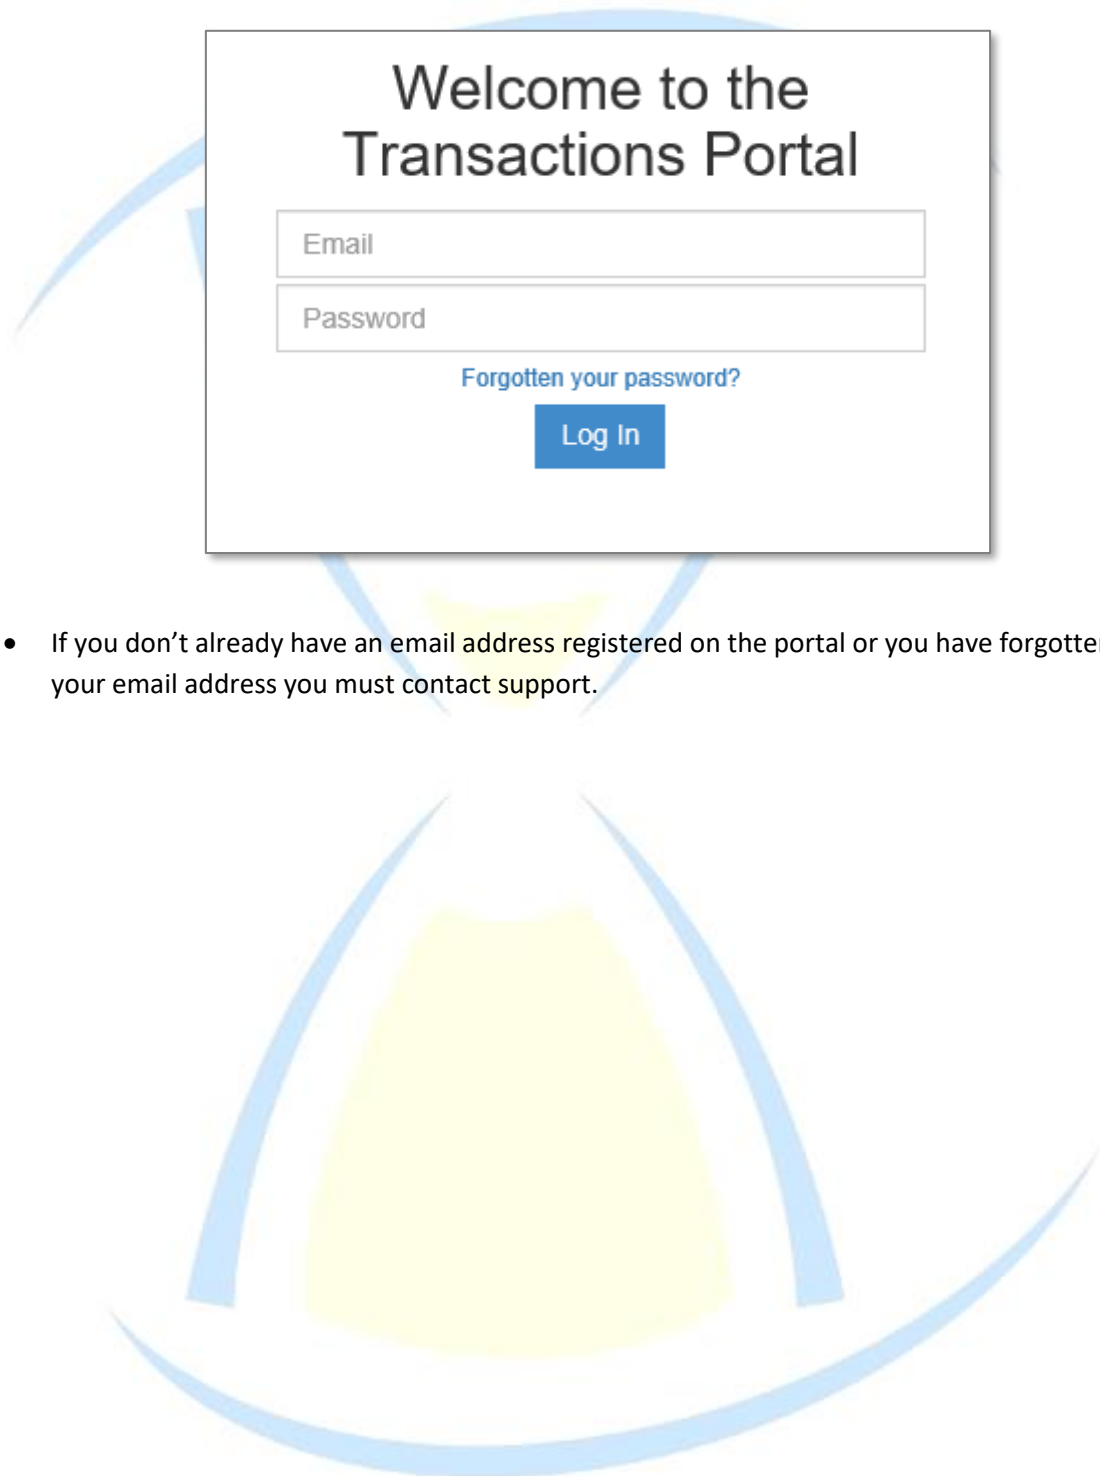 Welcome to the
Transactions Portal
Email
Password
Forgotten your password?
Log In
• If you don’t already have an email address registered on the portal or you have forgotten
your email address you must contact support.